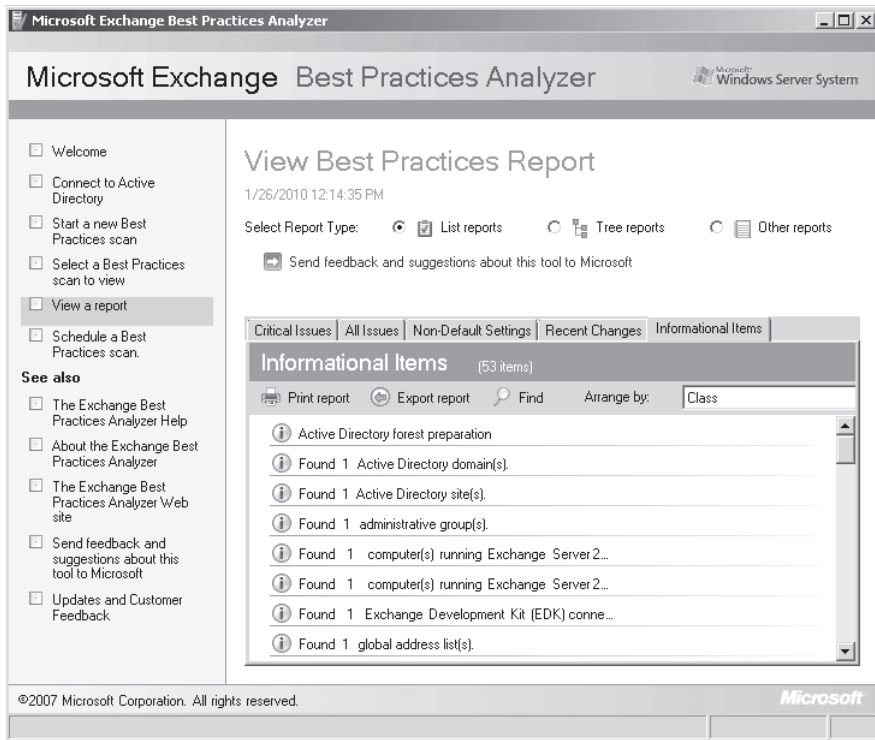 Microsoft Exchange Best Practices Analyzer
Microsoft Exchange Best Practices Analyzer
Microsoft
Windows Server System
Welcome
Connect to Active
Directory
Start a new Best
Practices scan
Select a Best Practices
scan to view
View a report
Schedule a Best
Practices scan.
See also
The Exchange Best
Practices Analyzer Help
About the Exchange Best
Practices Analyzer
The Exchange Best
Practices Analyzer Web
site
Send feedback and
suggestions about this
tool to Microsoft
Updates and Customer
Feedback
View Best Practices Report
1/26/2010 12:14:35 PM
Select Report Type: List reports Tree reports Other reports
Send feedback and suggestions about this tool to Microsoft
Critical Issues All Issues Non-Default Settings Recent Changes Informational Items
Informational Items (53 items)
Print report Export report Find Arrange by: Class
Active Directory forest preparation
Found 1 Active Directory domain(s).
Found 1 Active Directory site(s).
Found 1 administrative group(s).
Found 1 computer(s) running Exchange Server 2...
Found 1 computer(s) running Exchange Server 2...
Found 1 Exchange Development Kit (EDK) conne...
Found 1 global address list(s).
©2007 Microsoft Corporation. All rights reserved.
Microsoft